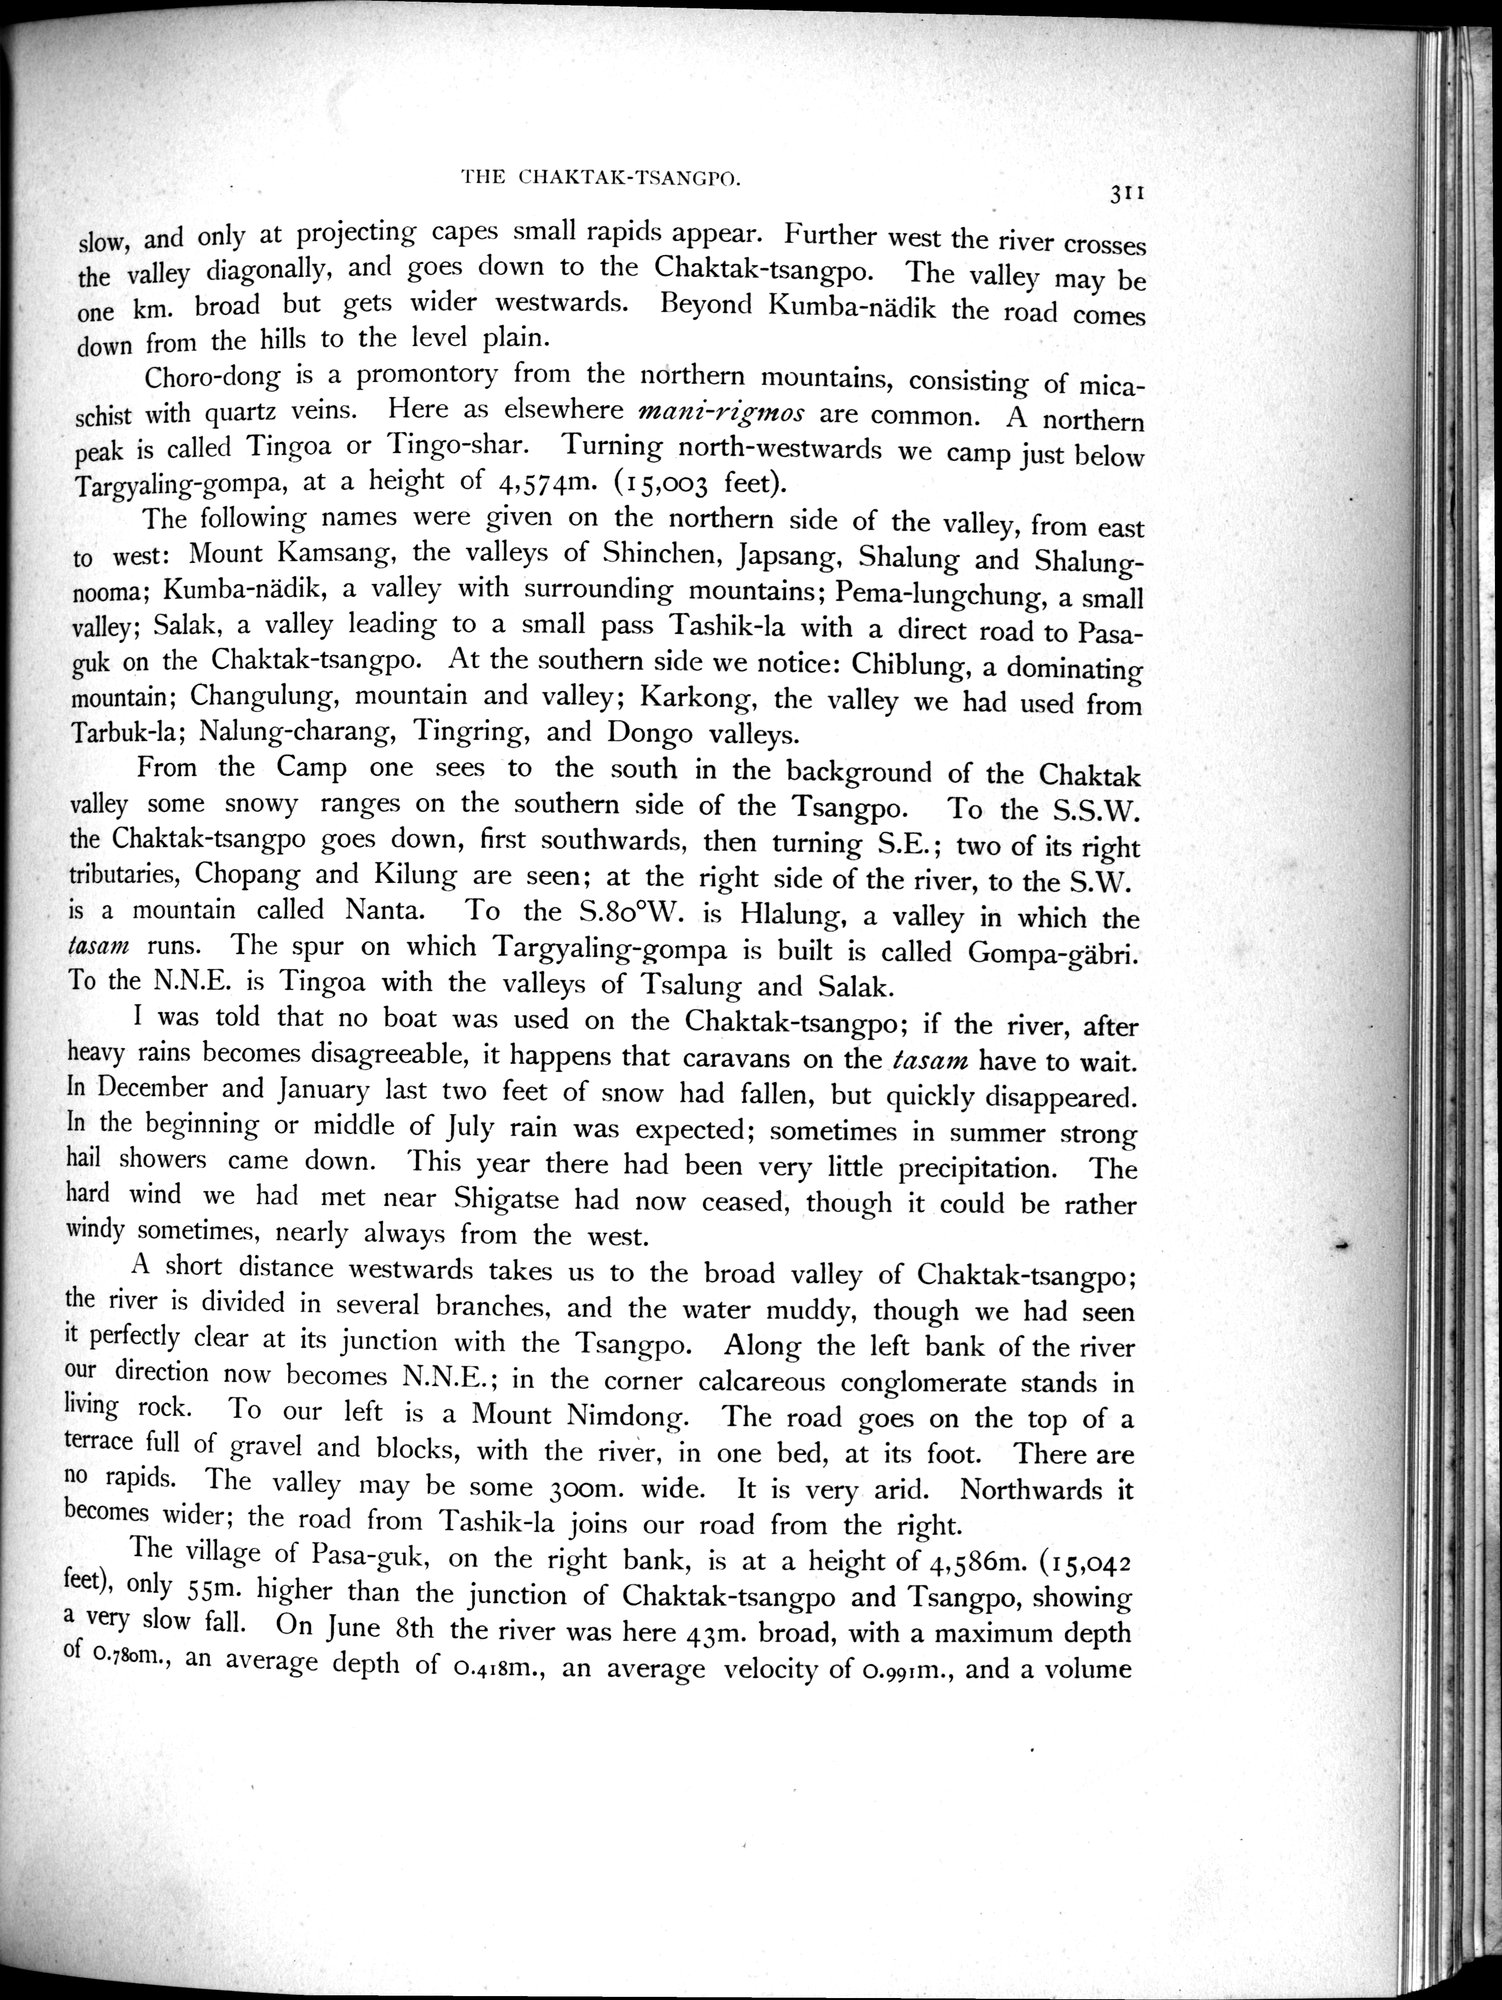 THE CHAKTAK-TSANGPO.
311
slow, and only at projecting capes small rapids appear. Further west the river crosses
the valley diagonally, and goes down to the Chaktak-tsangpo. The valley may be
one km. broad but gets wider westwards. Beyond Kumba-nädik the road comes
down from the hills to the level plain.
Choro-dong is a promontory from the northern mountains, consisting of mica-
schist with quartz veins. Here as elsewhere mani-rigmos are common. A northern
peak is called Tingoa or Tingo-shar. Turning north-westwards we camp just below
Targyaling-gompa, at a height of 4,574m. (15,003 feet).
The following names were given on the northern side of the valley, from east
to west: Mount Kamsang, the valleys of Shinchen, Japsang, Shalung and Shalung-
nooma; Kumba-nädik, a valley with surrounding mountains; Pema-lungchung, a small
valley; Salak, a valley leading to a small pass Tashik-la with a direct road to Pasa-
guk on the Chaktak-tsangpo. At the southern side we notice: Chiblung, a dominating
mountain; Changulung, mountain and valley; Karkong, the valley we had used from
Tarbuk-la; Nalung-charang, Tingring, and Dongo valleys.
From the Camp one sees to the south in the background of the Chaktak
valley some snowy ranges on the southern side of the Tsangpo. To the S.S.W.
the Chaktak-tsangpo goes down, first southwards, then turning S.E.; two of its right
tributaries, Chopang and Kilung are seen; at the right side of the river, to the S.W.
is a mountain called Nanta. To the S.80°W. is Hlalung, a valley in which the
tasam runs. The spur on which Targyaling-gompa is built is called Gompa-gäbri.
To the N.N.E. is Tingoa with the valleys of Tsalung and Salak.
I was told that no boat was used on the Chaktak-tsangpo; if the river, after
heavy rains becomes disagreeable, it happens that caravans on the tasam have to wait.
In December and January last two feet of snow had fallen, but quickly disappeared.
In the beginning or middle of July rain was expected; sometimes in summer strong
hail showers came down. This year there had been very little precipitation. The
hard wind we had met near Shigatse had now ceased, though it could be rather
windy sometimes, nearly always from the west.
A short distance westwards takes us to the broad valley of Chaktak-tsangpo;
the river is divided in several branches, and the water muddy, though we had seen
it perfectly clear at its junction with the Tsangpo. Along the left bank of the river
our direction now becomes N.N.E.; in the corner calcareous conglomerate stands in
living rock. To our left is a Mount Nimdong. The road goes on the top of a
terrace full of gravel and blocks, with the river, in one bed, at its foot. There are
no rapids. The valley may be some 300m. wide. It is very arid. Northwards it
becomes wider; the road from Tashik-la joins our road from the right.
The village of Pasa-guk, on the right bank, is at a height of 4,586m. (15,042
feet), only 55m. higher than the junction of Chaktak-tsangpo and Tsangpo, showing
a very slow fall. On June 8th the river was here 43m. broad, with a maximum depth
of 0.780m., an average depth of 0.418m., an average velocity of 0.991m., and a volume